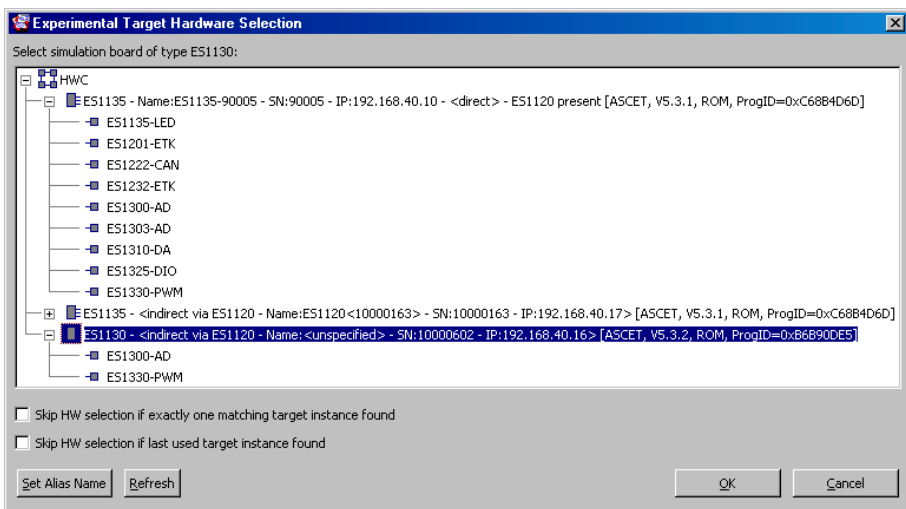 Experimental Target Hardware Selection
Select simulation board of type ES1130:
HWC
ES1135 - Name:ES1135-90005 - SN:90005 - IP:192.168.40.10 - <direct> - ES1120 present [ASCET, V5.3.1, ROM, ProgID=0xC68B4D6D]
ES1135-LED
ES1201-ETK
ES1222-CAN
ES1232-ETK
ES1300-AD
ES1303-AD
ES1310-DA
ES1325-DIO
ES1330-PWM
ES1135 - <indirect via ES1120 - Name:ES1120<10000163> - SN:10000163 - IP:192.168.40.17> [ASCET, V5.3.1, ROM, ProgID=0xC68B4D6D]
ES1130 - <indirect via ES1120 - Name:<unspecified> - SN:10000602 - IP:192.168.40.16> [ASCET, V5.3.2, ROM, ProgID=0xB6B90DE5]
ES1300-AD
ES1330-PWM
Skip HW selection if exactly one matching target instance found
Skip HW selection if last used target instance found
Set Alias Name Refresh OK Cancel